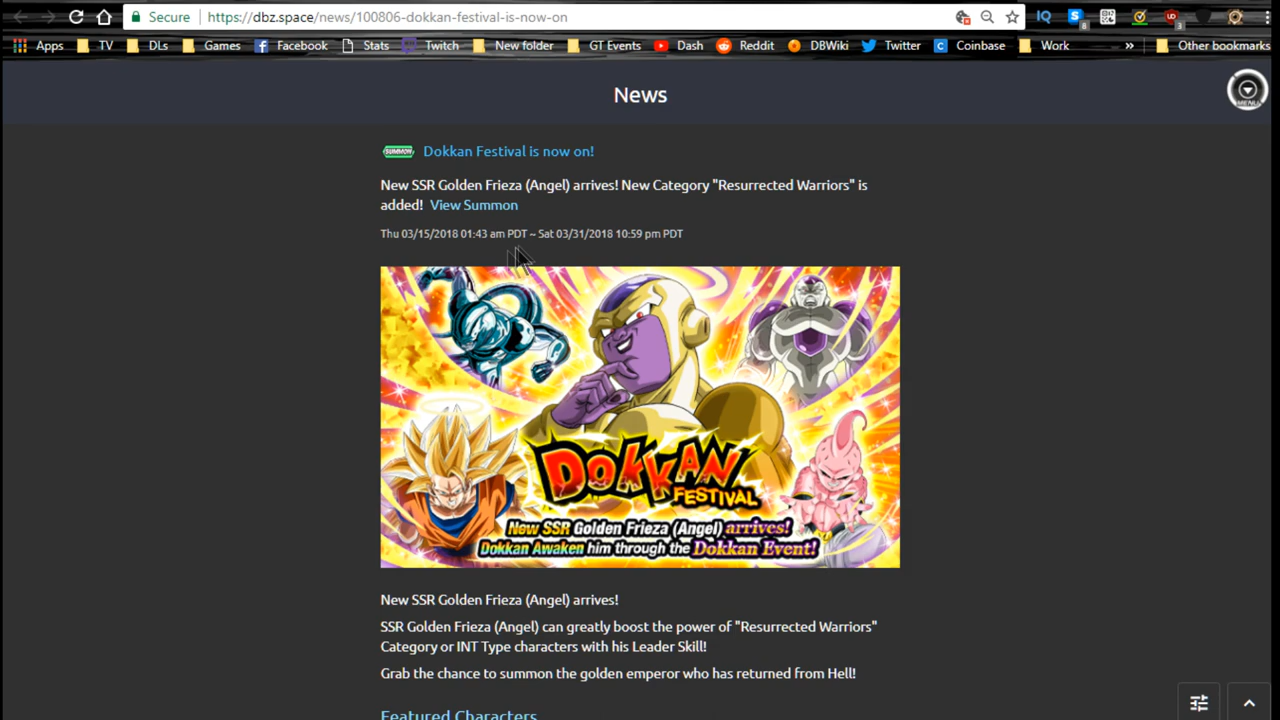 Secure https://dbz.space/news/100806-dokkan-festival-is-now-on
Apps TV DLs Games Facebook Stats Twitch New folder GT Events Dash Reddit DBWiki Twitter Coinbase Work » Other bookmarks
News
MENU
SUMMON Dokkan Festival is now on!
New SSR Golden Frieza (Angel) arrives! New Category "Resurrected Warriors" is
added! View Summon
Thu 03/15/2018 01:43 am PDT ~ Sat 03/31/2018 10:59 pm PDT
DOKKAN
FESTIVAL
New SSR Golden Frieza (Angel) arrives!
Dokkan Awaken him through the Dokkan Event!
New SSR Golden Frieza (Angel) arrives!
SSR Golden Frieza (Angel) can greatly boost the power of "Resurrected Warriors"
Category or INT Type characters with his Leader Skill!
Grab the chance to summon the golden emperor who has returned from Hell!
Featured Characters